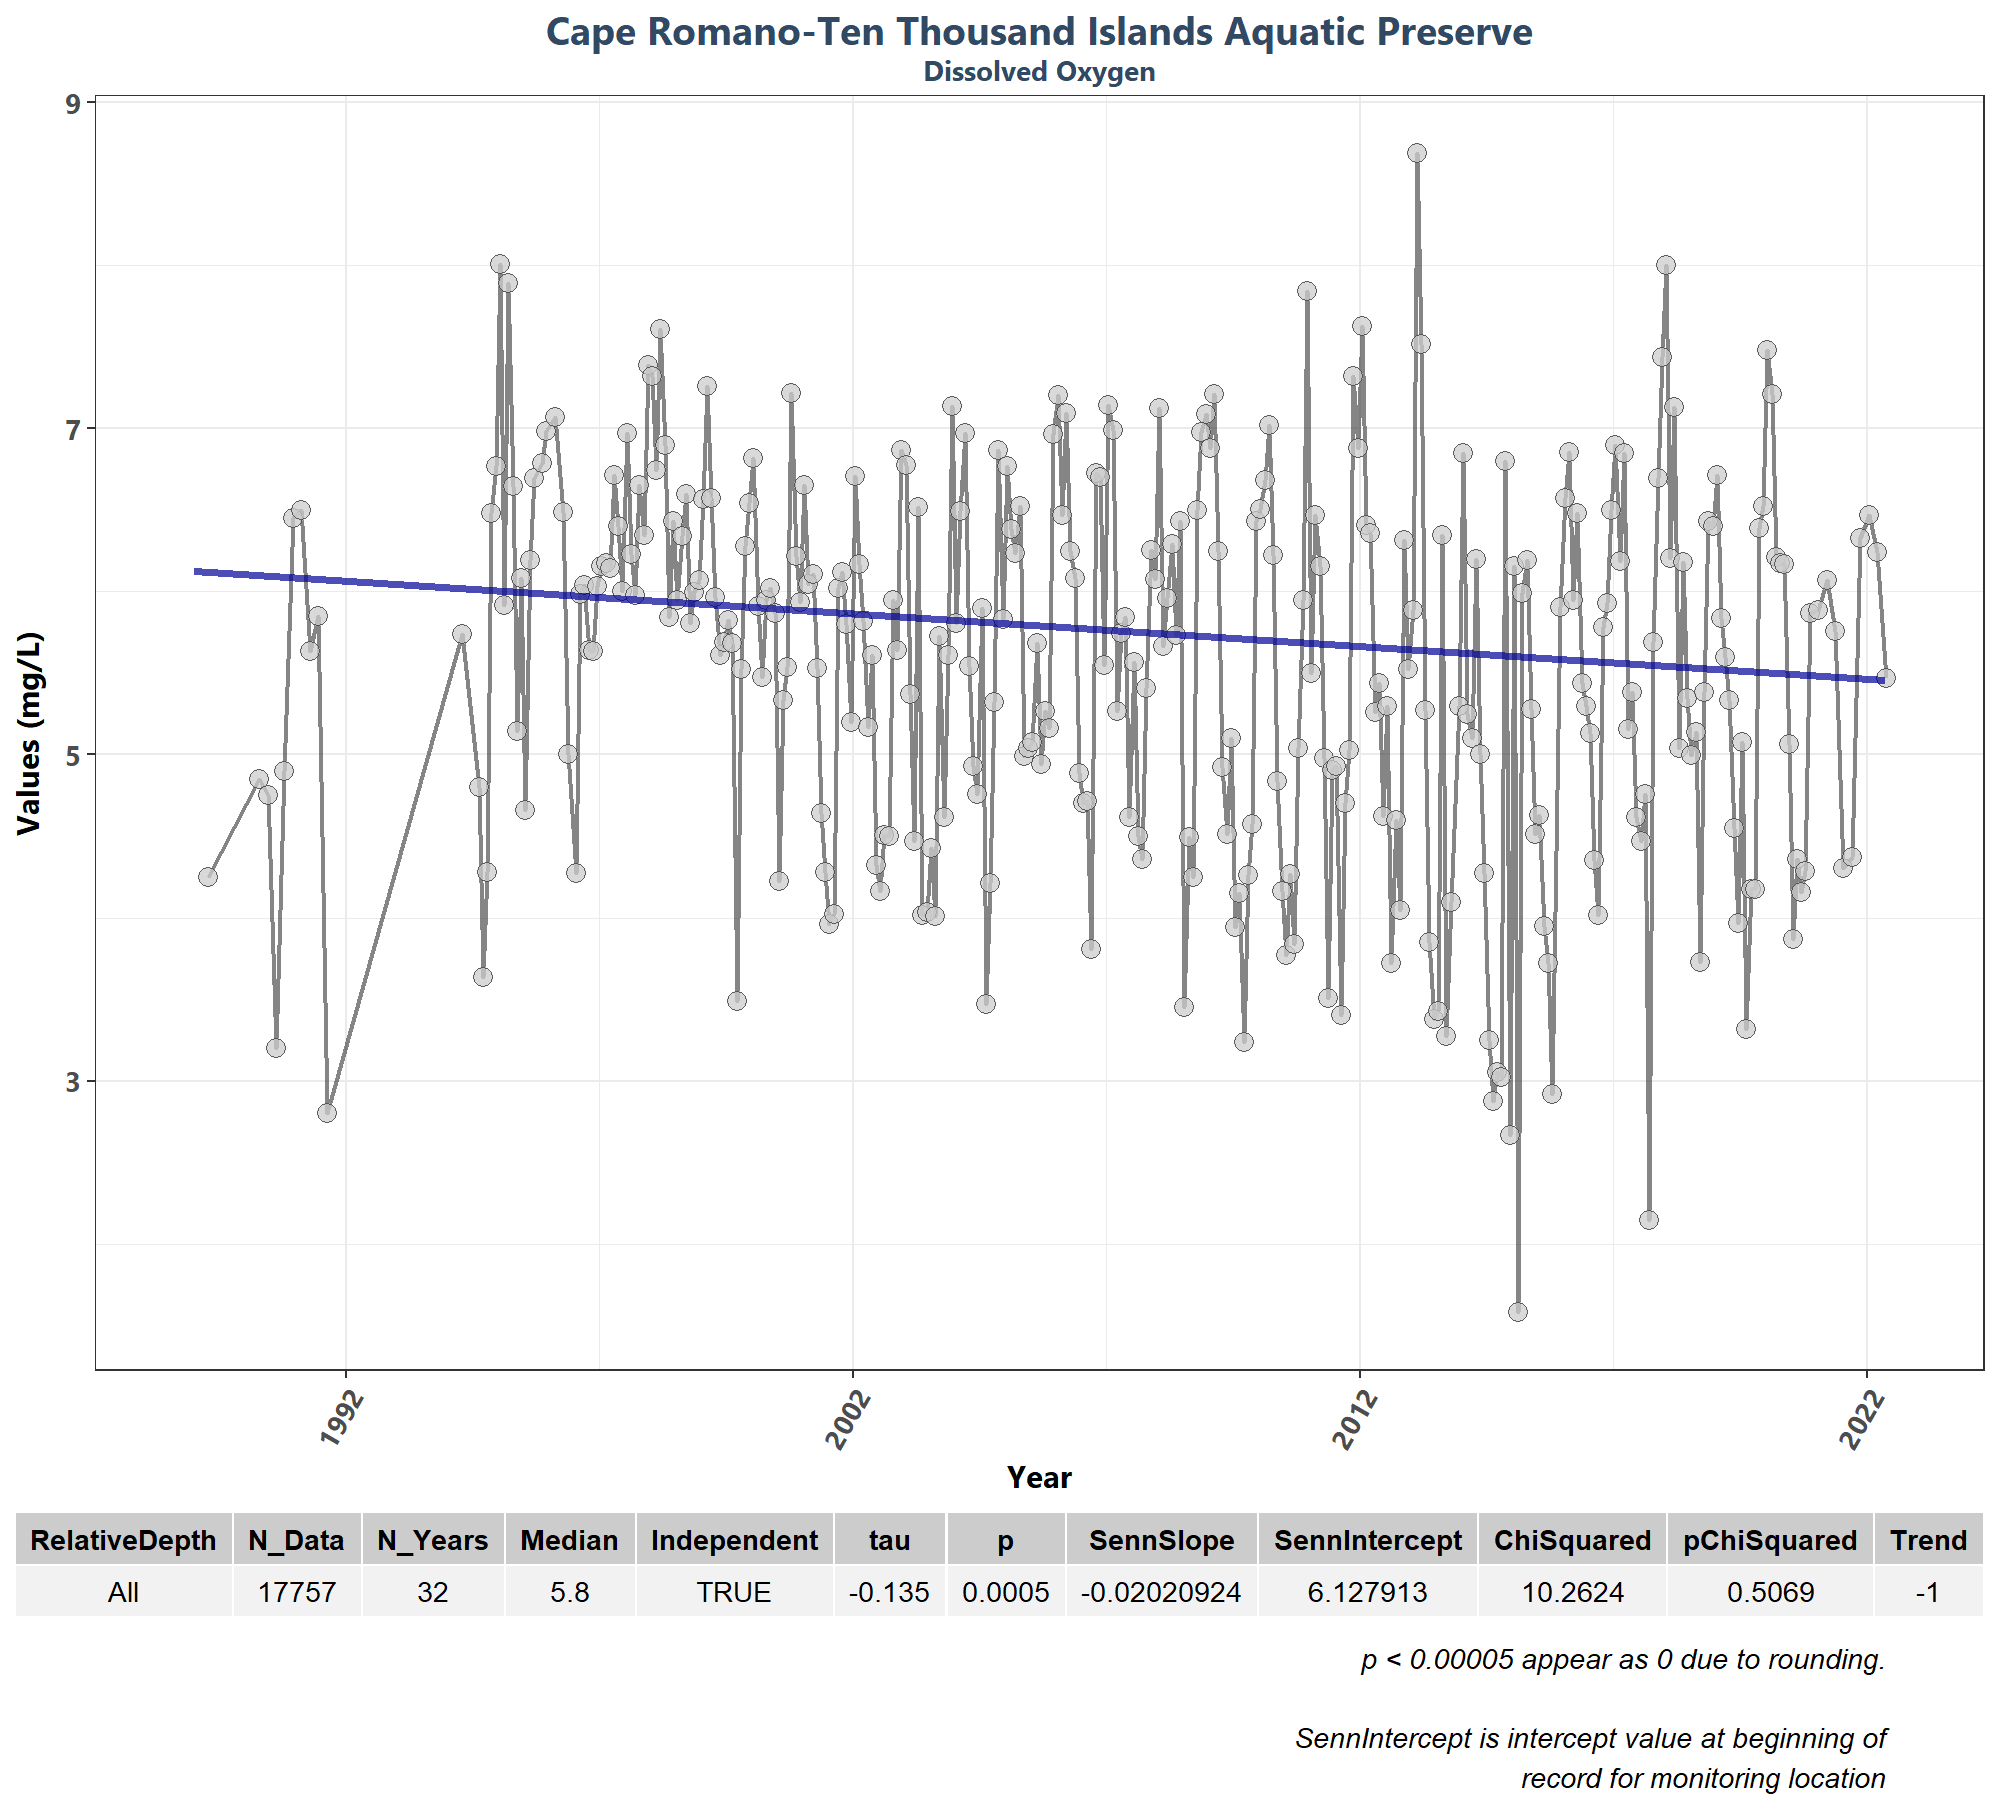 Cape Romano-Ten Thousand Islands Aquatic Preserve
Dissolved Oxygen
9
7
5
3
Values (mg/L)
1992
2002
2012
2022
Year
RelativeDepth N_Data N_Years Median Independent tau p SennSlope SennIntercept ChiSquared pChiSquared Trend
All 17757 32 5.8 TRUE -0.135 0.0005 -0.02020924 6.127913 10.2624 0.5069 -1
p < 0.00005 appear as 0 due to rounding.
SennIntercept is intercept value at beginning of
record for monitoring location